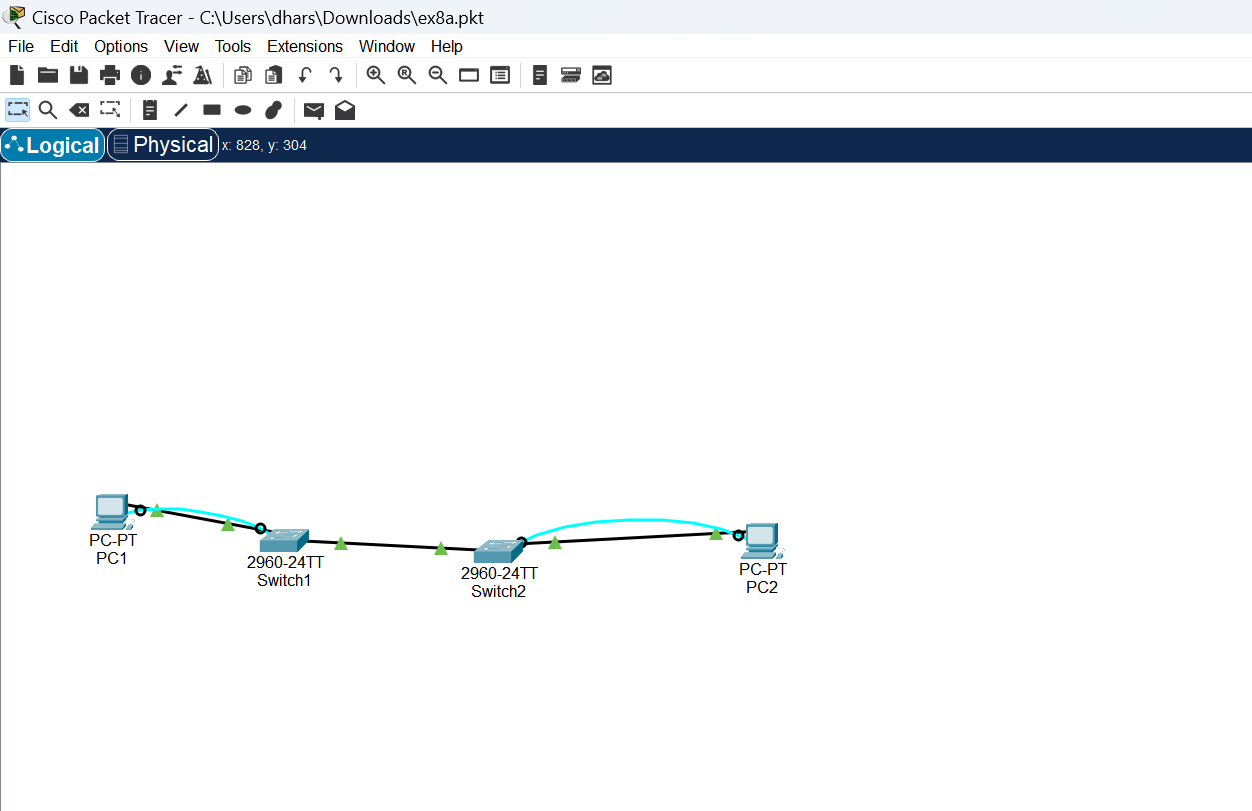 Cisco Packet Tracer - C:\Users\dhars\Downloads\ex8a.pkt
File Edit Options View Tools Extensions Window Help
Logical Physical x: 828, y: 304
PC-PT
PC1
2960-24TT
Switch1
2960-24TT
Switch2
PC-PT
PC2